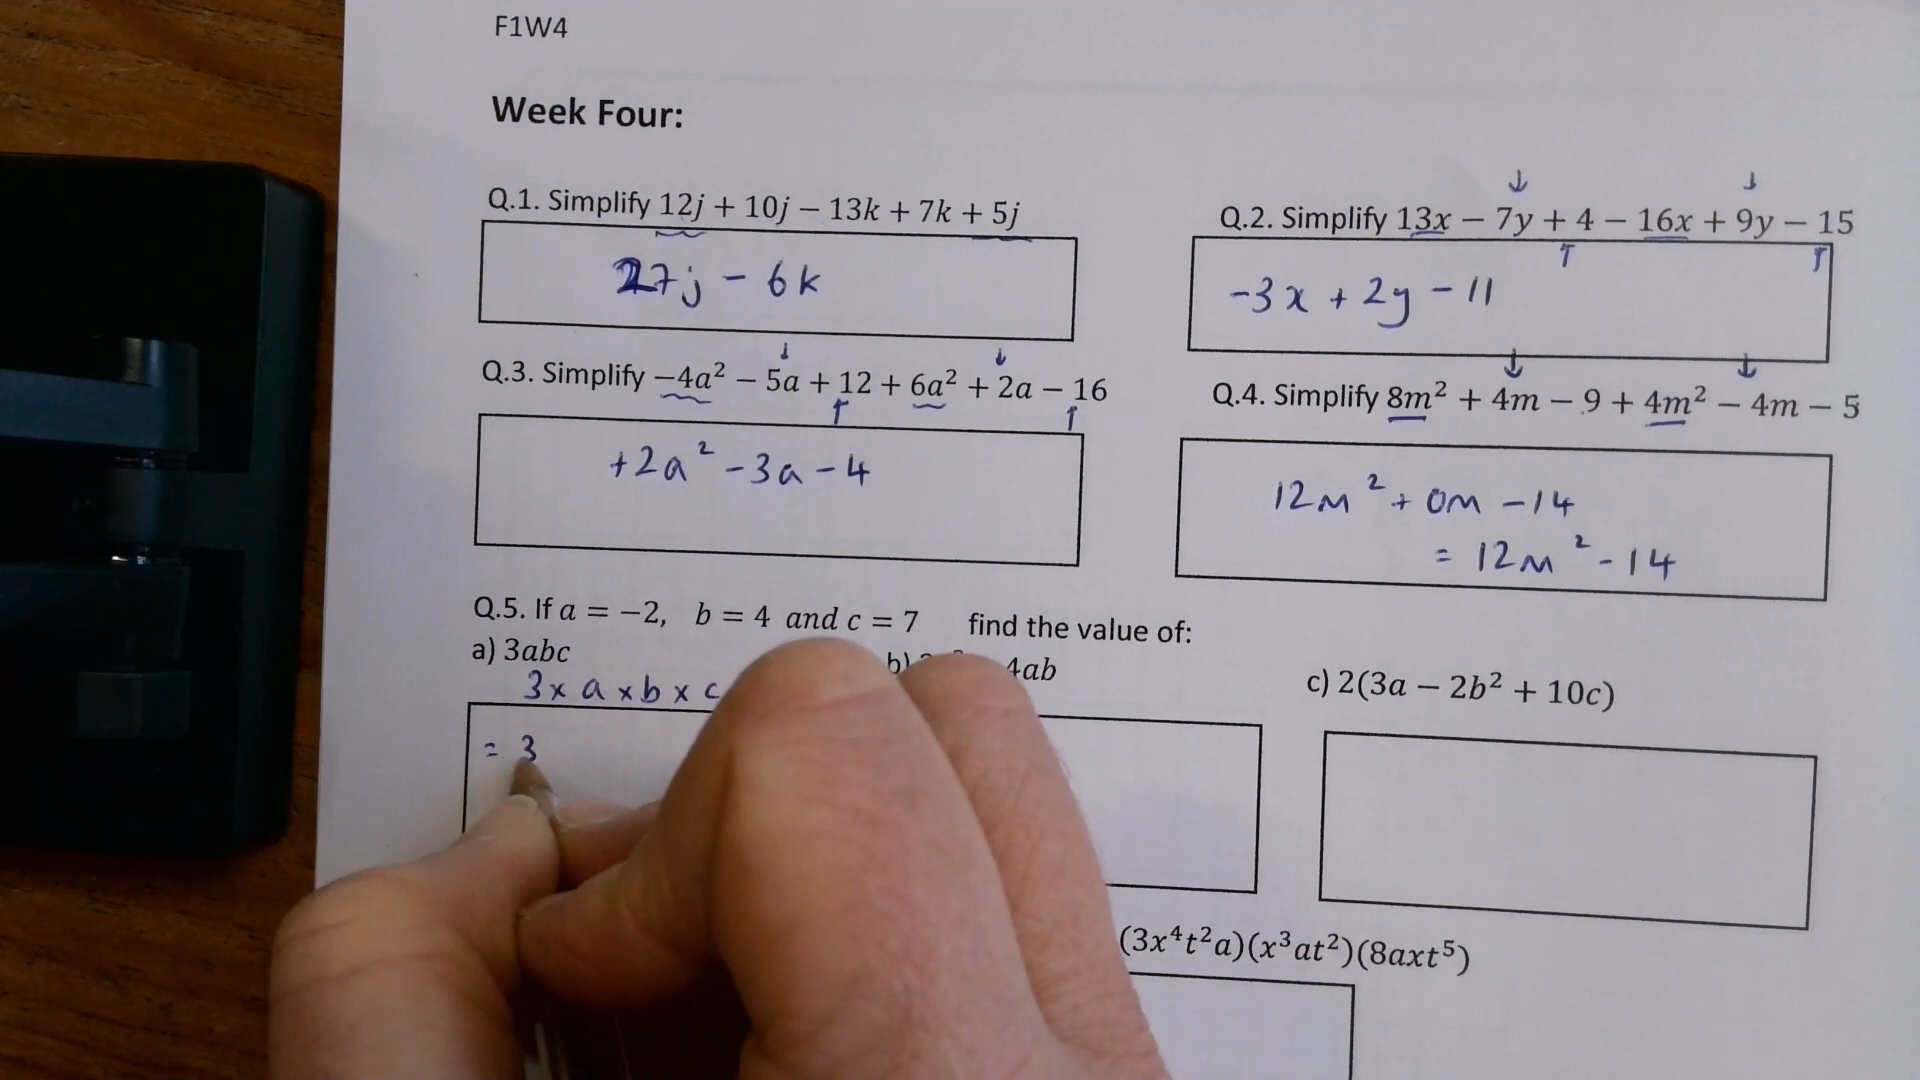 F1W4
Week Four:
Q.1. Simplify 12j + 10j − 13k + 7k + 5j
27j - 6k
Q.2. Simplify 13x − 7y + 4 − 16x + 9y − 15
-3x + 2y - 11
Q.3. Simplify −4a² − 5a + 12 + 6a² + 2a − 16
+2a² - 3a - 4
Q.4. Simplify 8m² + 4m − 9 + 4m² − 4m − 5
12m² + 0m - 14
= 12m² - 14
Q.5. If a = −2, b = 4 and c = 7 find the value of:
a) 3abc
3 x a x b x c
= 3
b) 4ab
c) 2(3a − 2b² + 10c)
(3x⁴t²a)(x³at²)(8axt⁵)